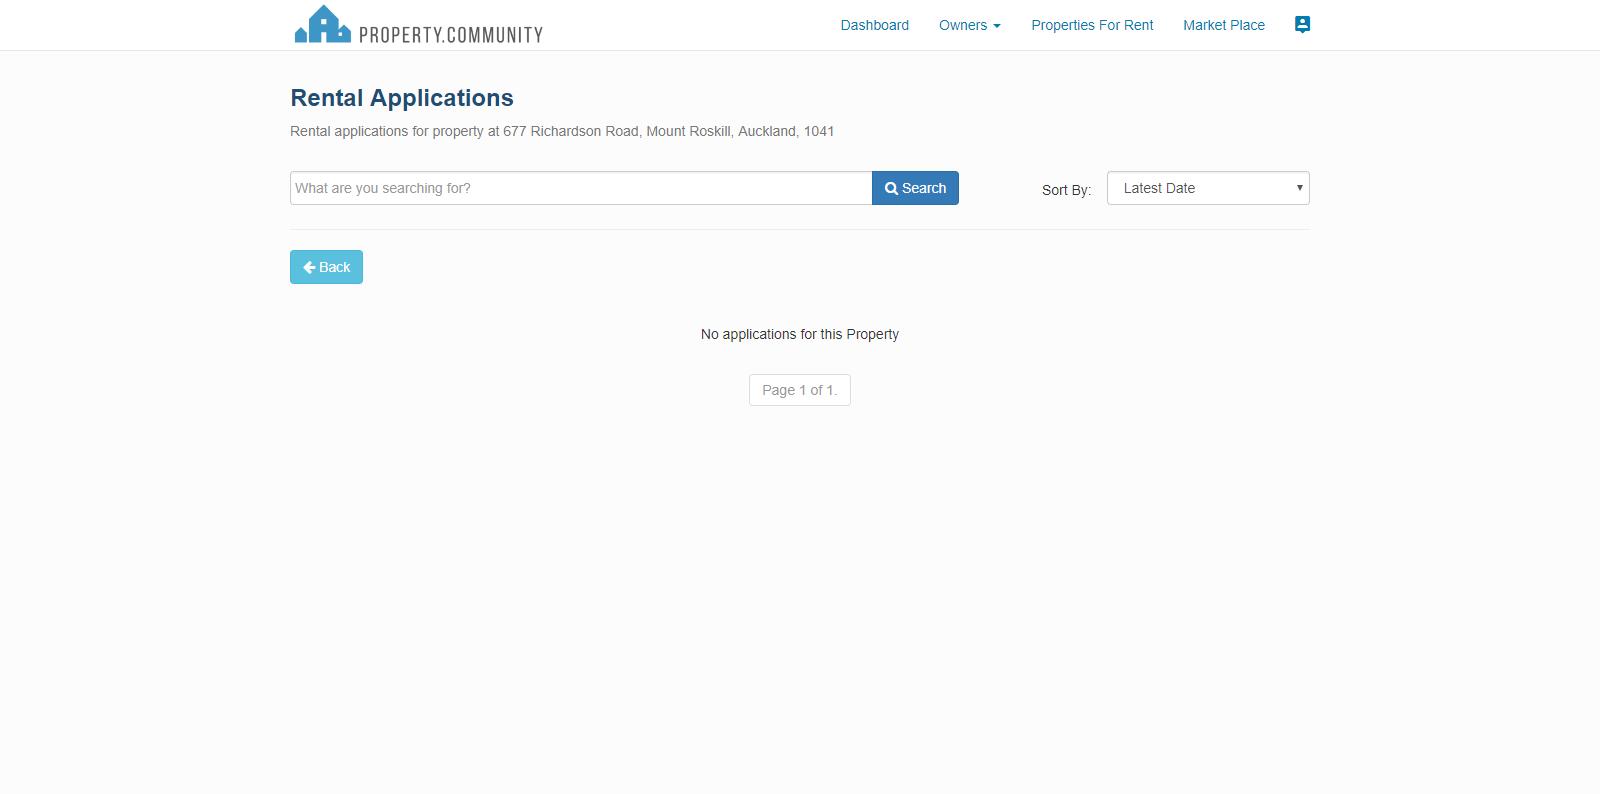 PROPERTY.COMMUNITY
Dashboard
Owners
Properties For Rent
Market Place
Rental Applications
Rental applications for property at 677 Richardson Road, Mount Roskill, Auckland, 1041
What are you searching for?
Search
Sort By:
Latest Date
Back
No applications for this Property
Page 1 of 1.